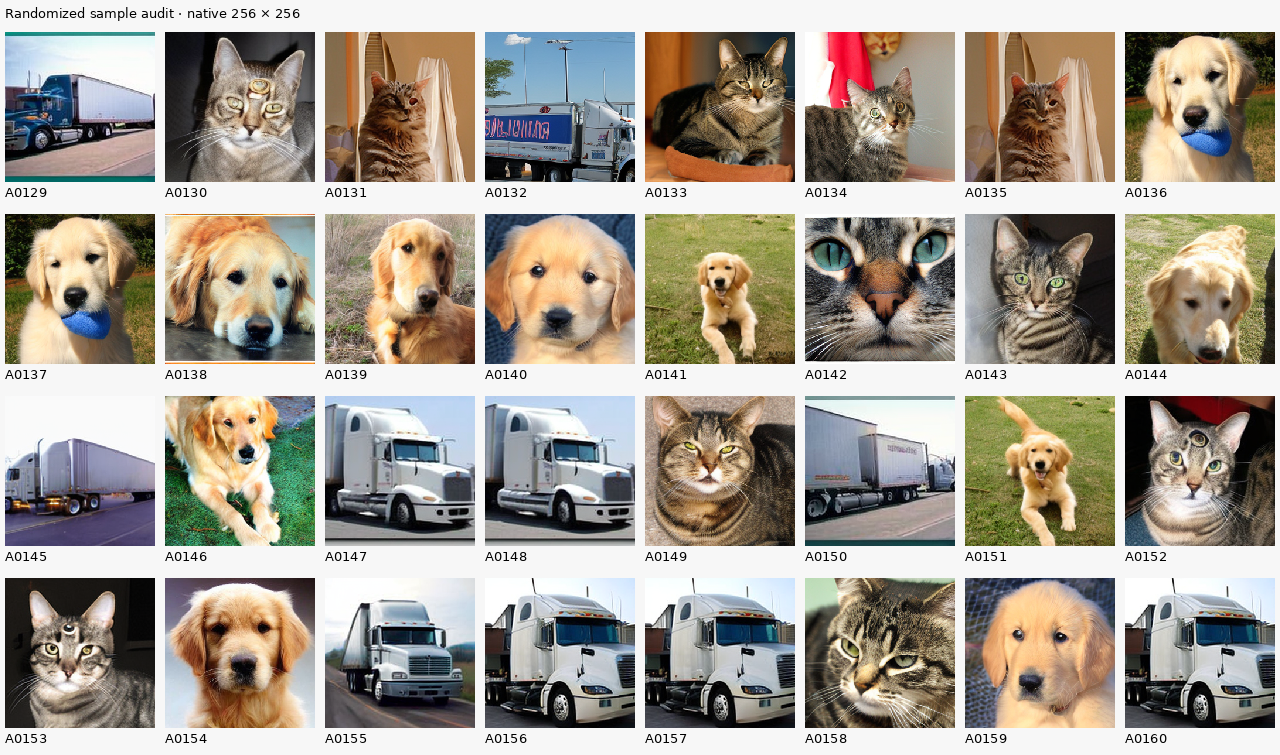 Randomized sample audit · native 256 × 256
A0129 A0130 A0131 A0132 A0133 A0134 A0135 A0136
A0137 A0138 A0139 A0140 A0141 A0142 A0143 A0144
A0145 A0146 A0147 A0148 A0149 A0150 A0151 A0152
A0153 A0154 A0155 A0156 A0157 A0158 A0159 A0160